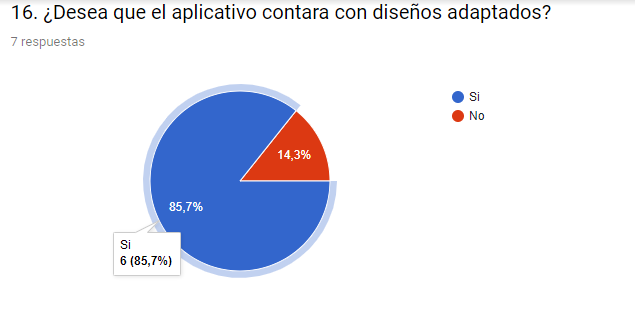 16. ¿Desea que el aplicativo contara con diseños adaptados?
7 respuestas
Si
No
14,3%
85,7%
Si
6 (85,7%)